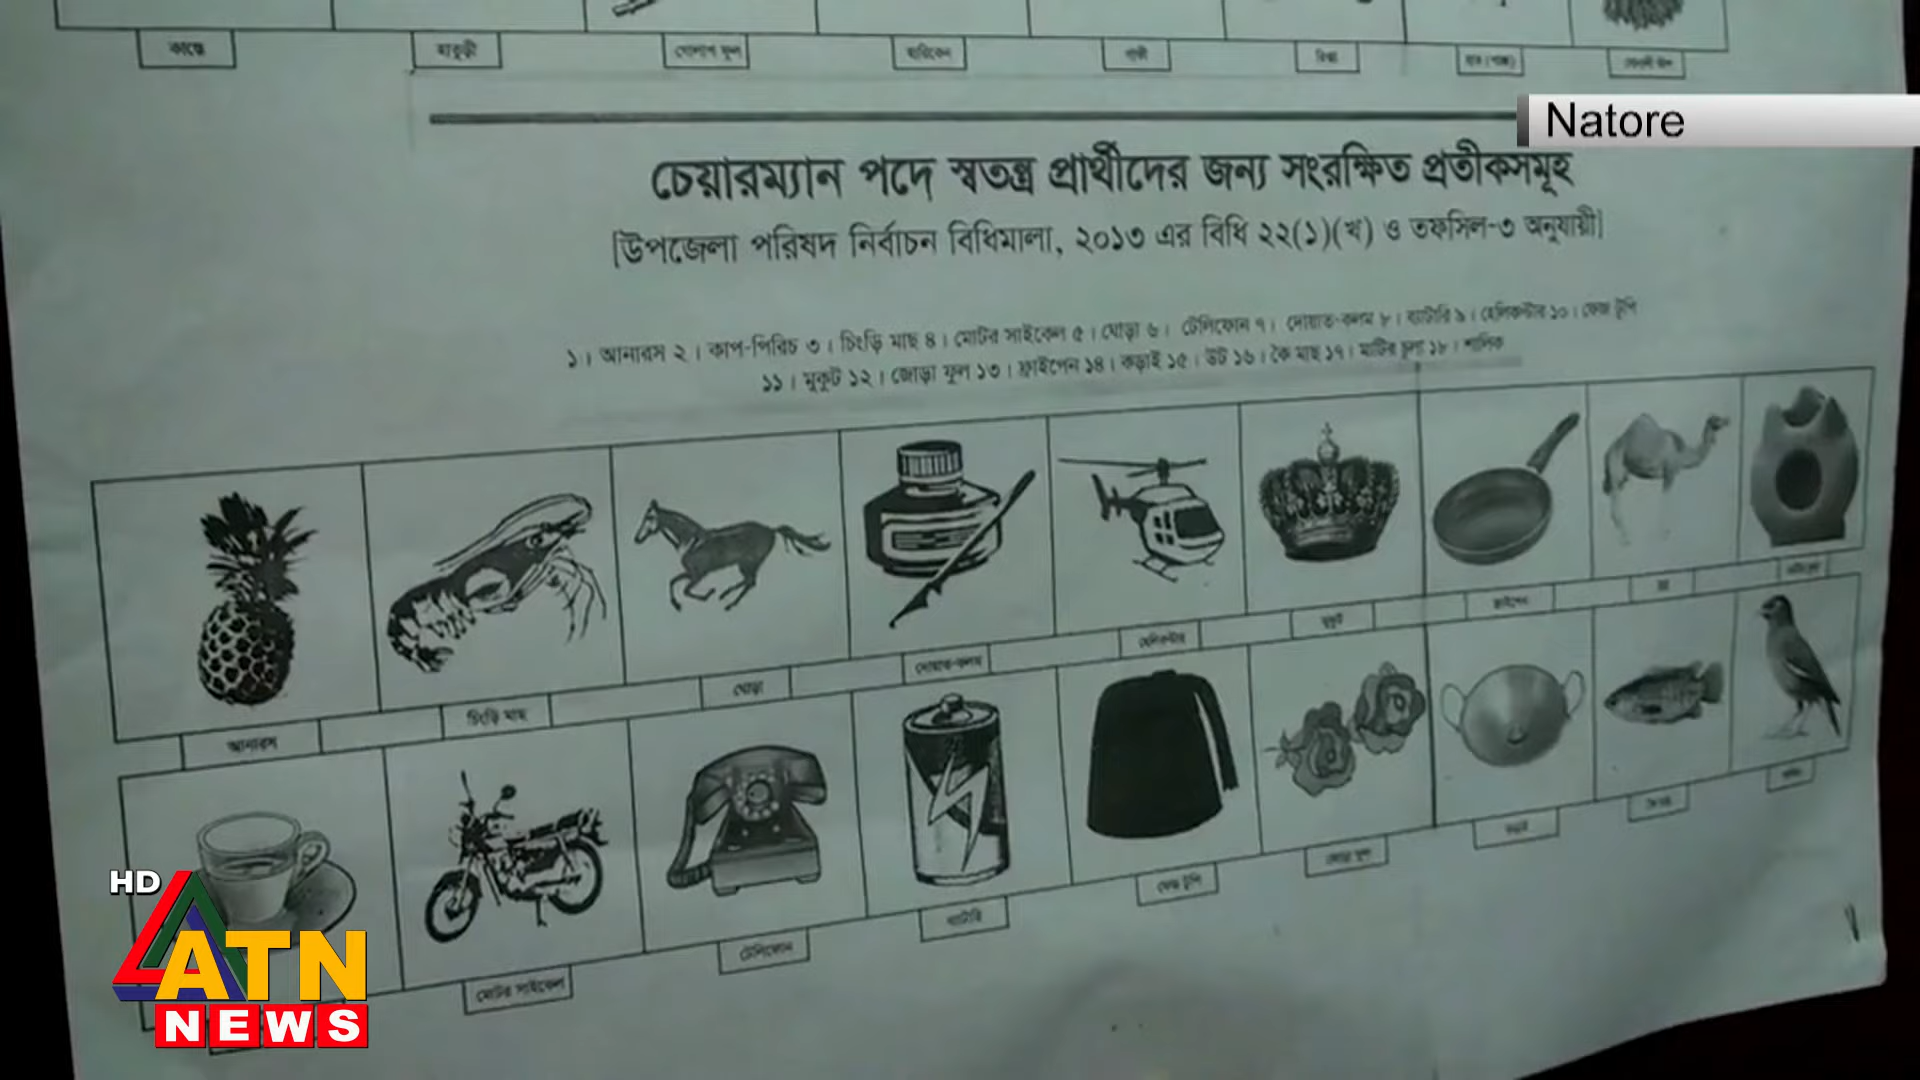 কাস্তে হাতুড়ী গোলাপ ফুল হারিকেন গাভী রিক্সা
Natore
চেয়ারম্যান পদে স্বতন্ত্র প্রার্থীদের জন্য সংরক্ষিত প্রতীকসমূহ
[উপজেলা পরিষদ নির্বাচন বিধিমালা, ২০১৩ এর বিধি ২২(১)(খ) ও তফসিল-৩ অনুযায়ী]
১। আনারস ২। কাপ-পিরিচ ৩। চিংড়ি মাছ ৪। মোটর সাইকেল ৫। ঘোড়া ৬। টেলিফোন ৭। দোয়াত-কলম ৮। ব্যাটারি ৯। হেলিকপ্টার ১০। ফেজ টুপি
১১। মুকুট ১২। জোড়া ফুল ১৩। ফ্রাইপেন ১৪। কড়াই ১৫। উট ১৬। কৈ মাছ ১৭। মাটির চুলা ১৮। শালিক
আনারস চিংড়ি মাছ ঘোড়া দোয়াত-কলম হেলিকপ্টার মুকুট ফ্রাইপেন উট
মোটর সাইকেল টেলিফোন ব্যাটারি ফেজ টুপি জোড়া ফুল কড়াই
HD
ATN
NEWS